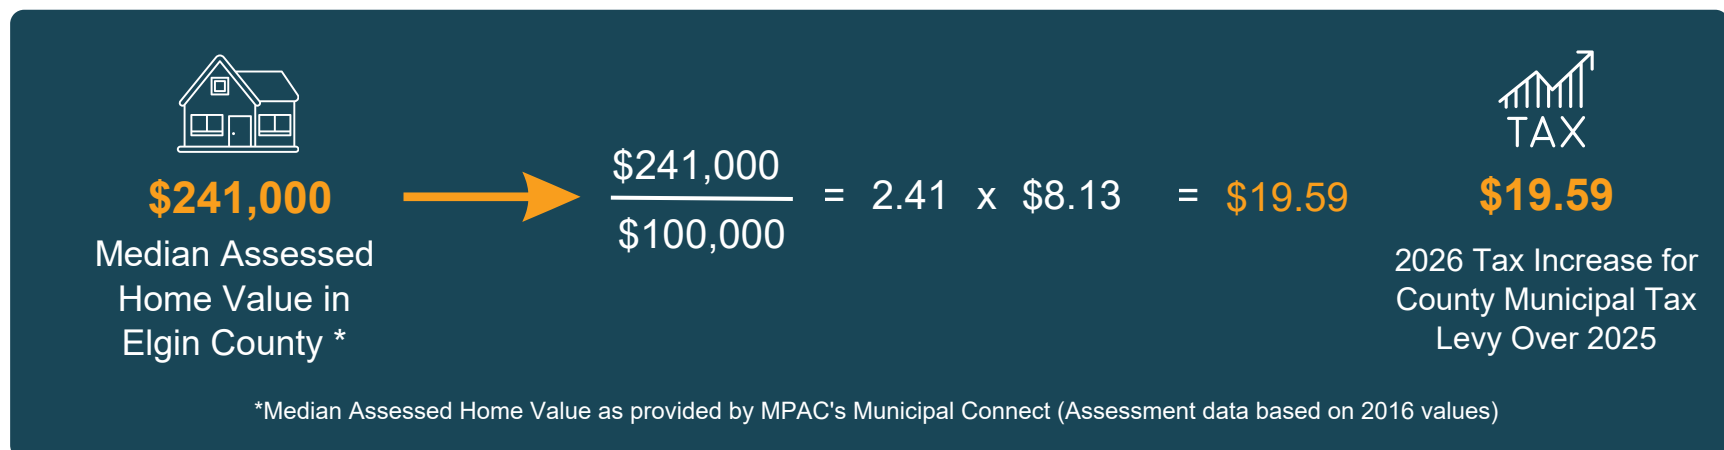 $241,000
Median Assessed
Home Value in
Elgin County *
$241,000
$100,000
= 2.41 x $8.13 = $19.59
TAX
$19.59
2026 Tax Increase for
County Municipal Tax
Levy Over 2025
*Median Assessed Home Value as provided by MPAC's Municipal Connect (Assessment data based on 2016 values)